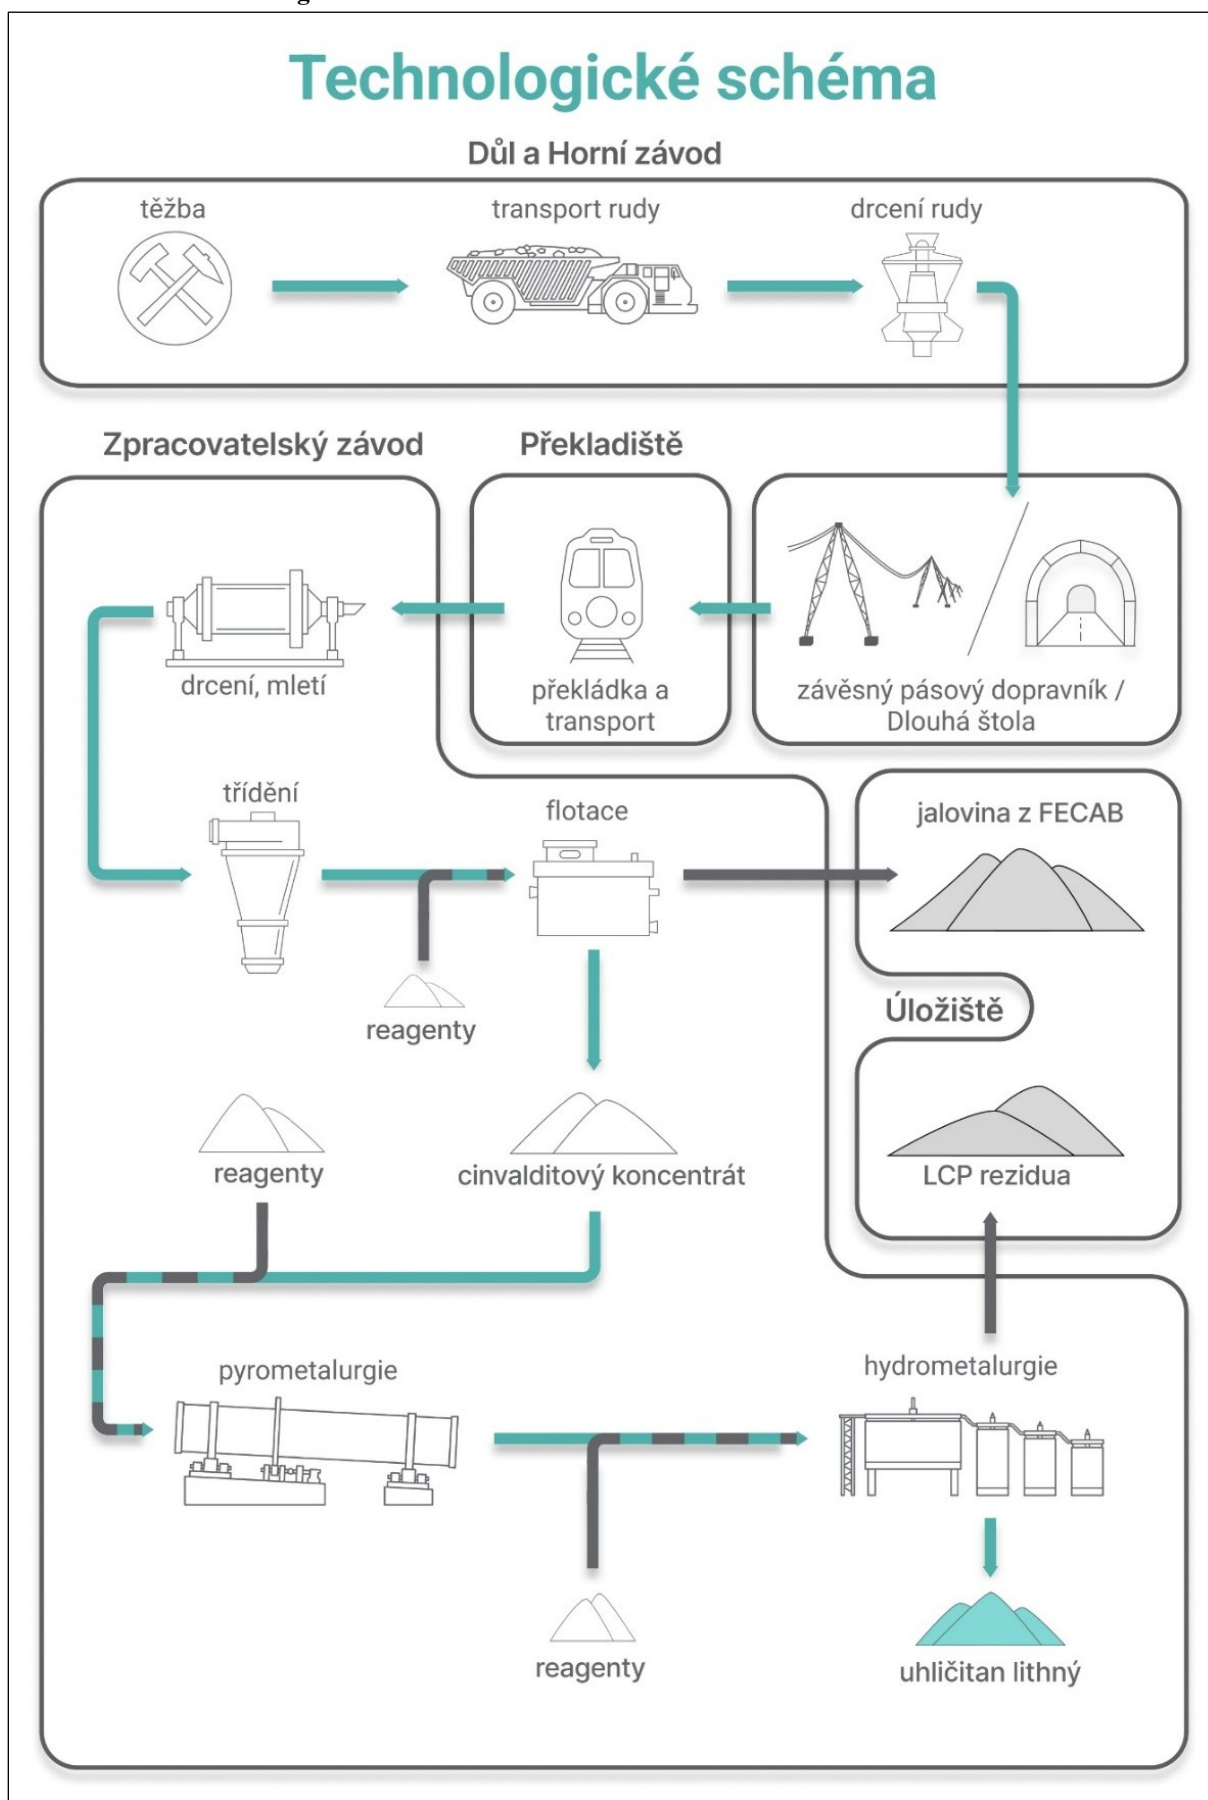 Technologické schéma
Důl a Horní závod
těžba
transport rudy
drcení rudy
Zpracovatelský závod
Překladiště
drcení, mletí
překládka a
transport
závěsný pásový dopravník /
Dlouhá štola
třídění
flotace
jalovina z FECAB
reagenty
Úložiště
reagenty
cinvalditový koncentrát
LCP rezidua
pyrometalurgie
hydrometalurgie
reagenty
uhličitan lithný